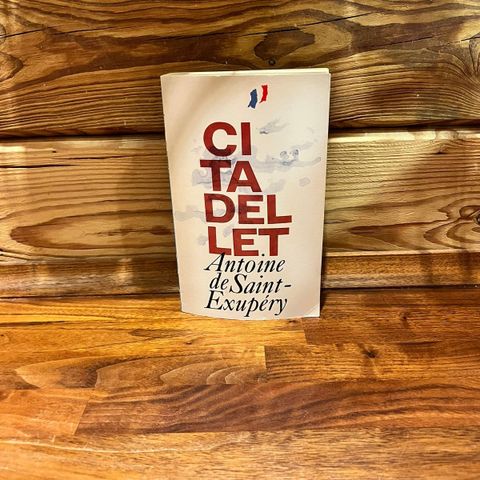 CI
TA
DEL
LET
Antoine
de Saint-
Exupéry